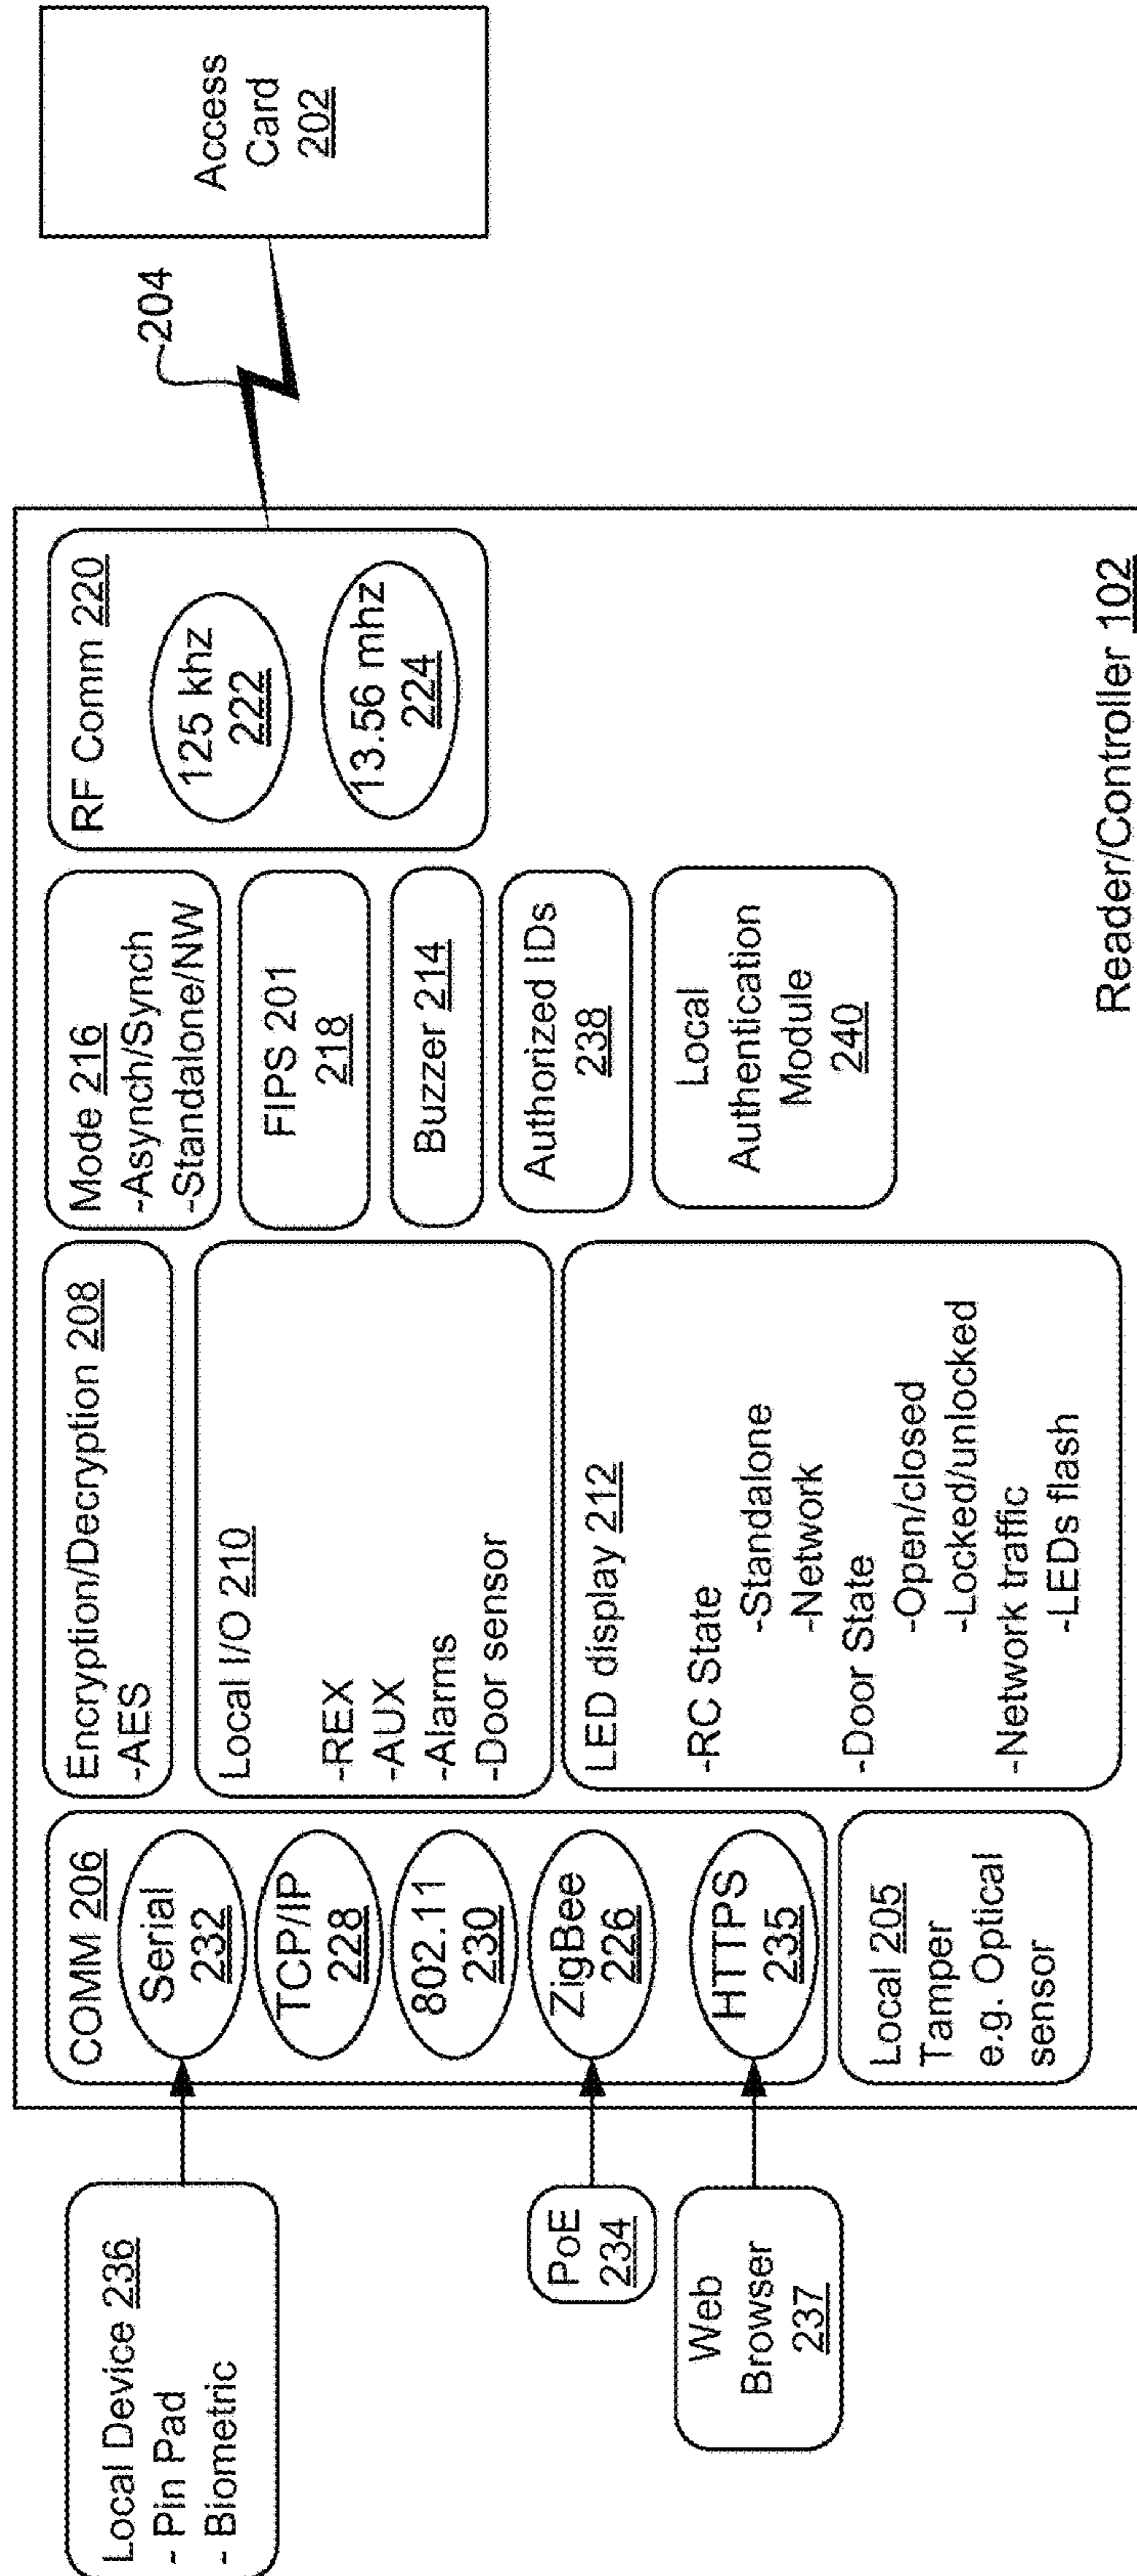 Local Device 236
- Pin Pad
- Biometric
PoE
234
Web
Browser
237
COMM 206
Serial
232
TCP/IP
228
802.11
230
ZigBee
226
HTTPS
235
Local 205
Tamper
e.g. Optical
sensor
Encryption/Decryption 208
-AES
Local I/O 210
-REX
-AUX
-Alarms
-Door sensor
LED display 212
-RC State
-Standalone
-Network
-Door State
-Open/closed
-Locked/unlocked
-Network traffic
-LEDs flash
Mode 216
-Asynch/Synch
-Standalone/NW
FIPS 201
218
Buzzer 214
Authorized IDs
238
Local
Authentication
Module
240
RF Comm 220
125 khz
222
13.56 mhz
224
Reader/Controller 102
204
Access
Card
202